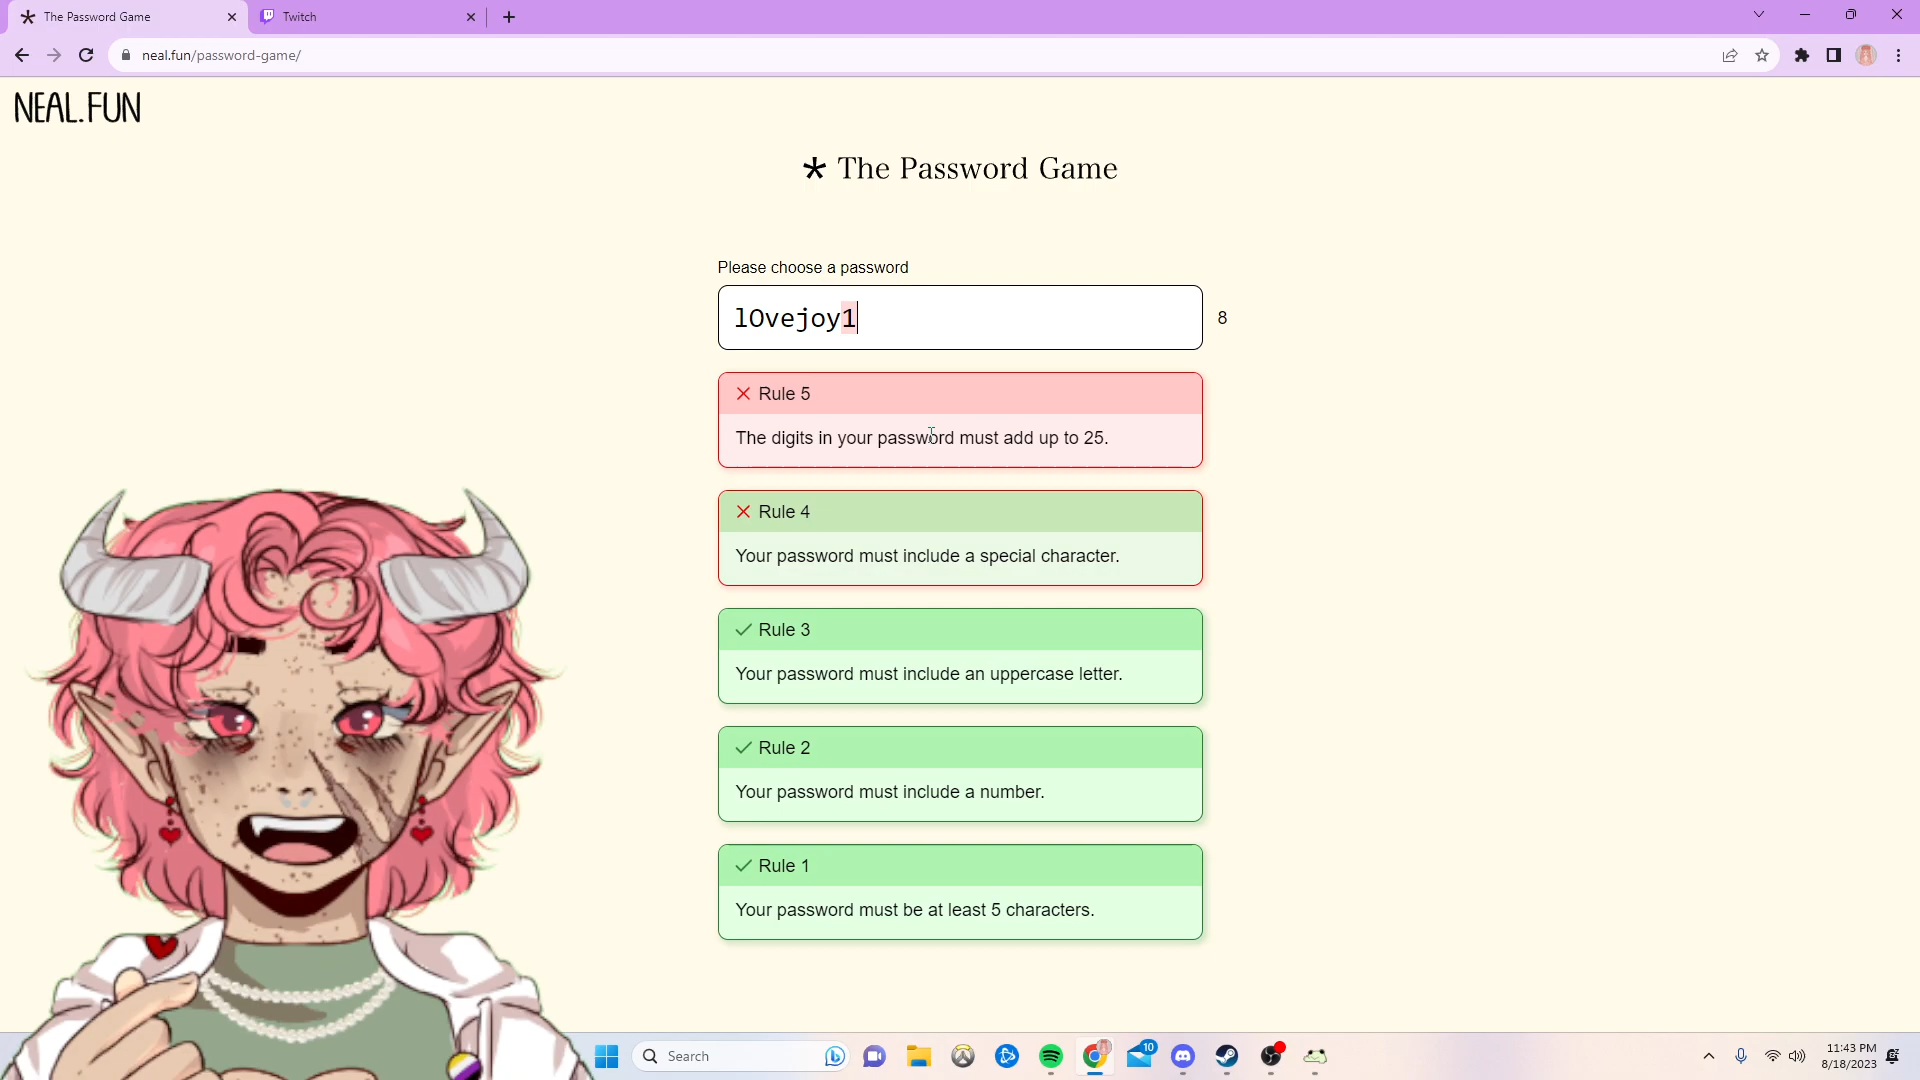 The Password Game
Twitch
neal.fun/password-game/
NEAL.FUN
* The Password Game
Please choose a password
lOvejoy1
8
Rule 5
The digits in your password must add up to 25.
Rule 4
Your password must include a special character.
Rule 3
Your password must include an uppercase letter.
Rule 2
Your password must include a number.
Rule 1
Your password must be at least 5 characters.
Search
10
11:43 PM
8/18/2023